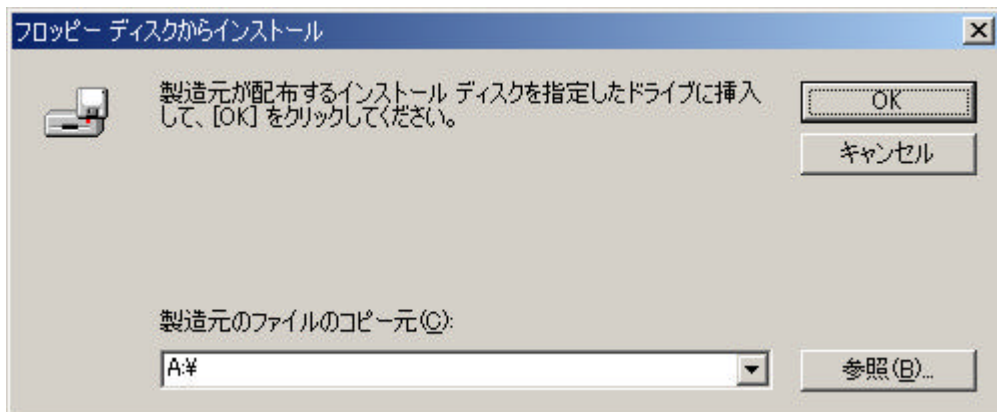 フロッピー ディスクからインストール
製造元が配布するインストール ディスクを指定したドライブに挿入
して、[OK] をクリックしてください。
OK
キャンセル
製造元のファイルのコピー元(C):
A:¥
参照(B)...